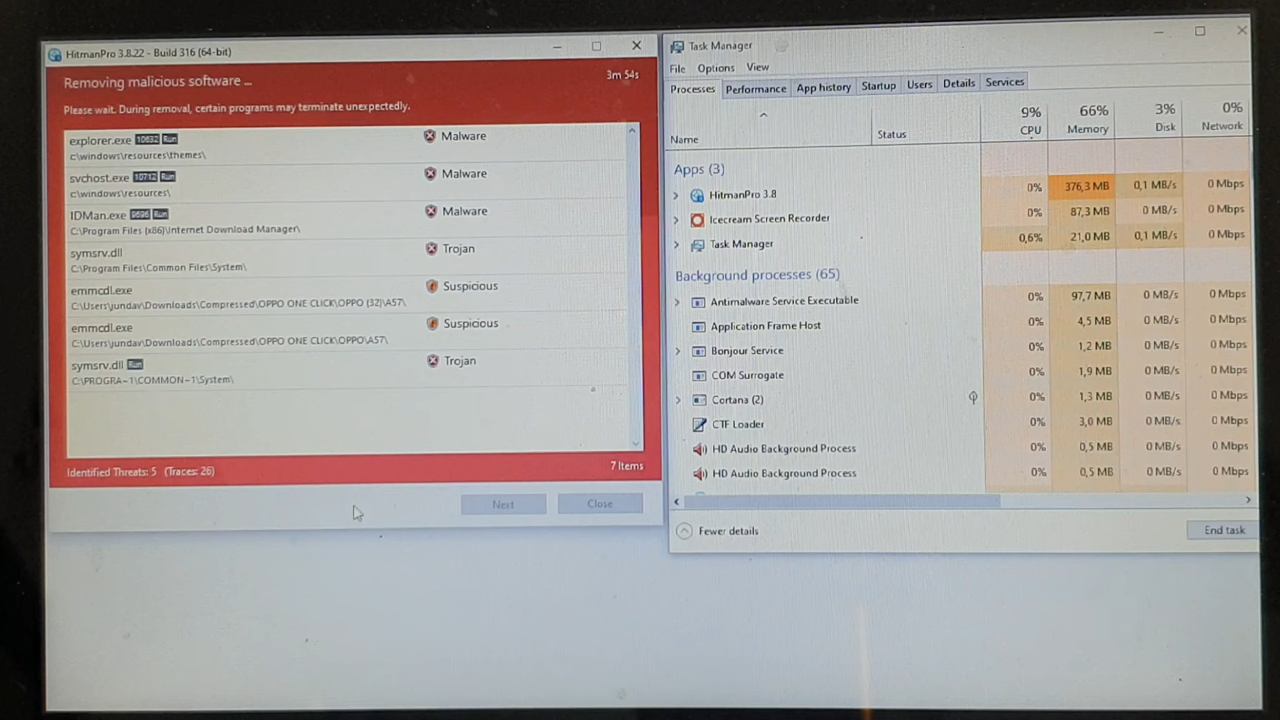 HitmanPro 3.8.22 - Build 316 (64-bit)
Removing malicious software ...
3m 54s
Please wait. During removal, certain programs may terminate unexpectedly.
explorer.exe 10632 Run Malware
c:\windows\resources\themes\
svchost.exe 10712 Run Malware
c:\windows\resources\
IDMan.exe 9696 Run Malware
C:\Program Files (x86)\Internet Download Manager\
symsrv.dll Trojan
C:\Program Files\Common Files\System\
emmcdl.exe Suspicious
C:\Users\jundav\Downloads\Compressed\OPPO ONE CLICK\OPPO (32)\A57\
emmcdl.exe Suspicious
C:\Users\jundav\Downloads\Compressed\OPPO ONE CLICK\OPPO\A57\
symsrv.dll Run Trojan
C:\PROGRA~1\COMMON~1\System\
Identified Threats: 5 (Traces: 26)
7 Items
Next Close
Task Manager
File Options View
Processes Performance App history Startup Users Details Services
9% 66% 3% 0%
Name Status CPU Memory Disk Network
Apps (3)
HitmanPro 3.8 0% 376,3 MB 0,1 MB/s 0 Mbps
Icecream Screen Recorder 0% 87,3 MB 0 MB/s 0 Mbps
Task Manager 0,6% 21,0 MB 0,1 MB/s 0 Mbps
Background processes (65)
Antimalware Service Executable 0% 97,7 MB 0 MB/s 0 Mbps
Application Frame Host 0% 4,5 MB 0 MB/s 0 Mbps
Bonjour Service 0% 1,2 MB 0 MB/s 0 Mbps
COM Surrogate 0% 1,9 MB 0 MB/s 0 Mbps
Cortana (2) 0% 1,3 MB 0 MB/s 0 Mbps
CTF Loader 0% 3,0 MB 0 MB/s 0 Mbps
HD Audio Background Process 0% 0,5 MB 0 MB/s 0 Mbps
HD Audio Background Process 0% 0,5 MB 0 MB/s 0 Mbps
Fewer details
End task